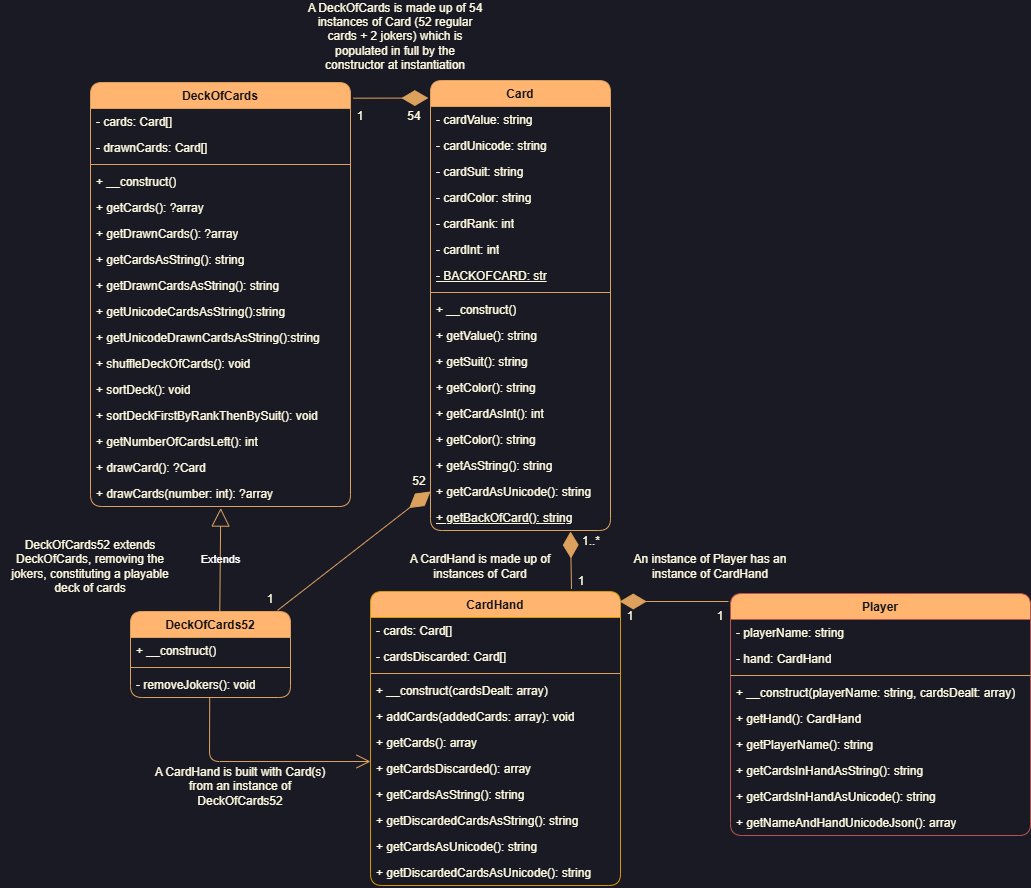 A DeckOfCards is made up of 54
instances of Card (52 regular
cards + 2 jokers) which is
populated in full by the
constructor at instantiation
DeckOfCards
- cards: Card[]
- drawnCards: Card[]
+ __construct()
+ getCards(): ?array
+ getDrawnCards(): ?array
+ getCardsAsString(): string
+ getDrawnCardsAsString(): string
+ getUnicodeCardsAsString():string
+ getUnicodeDrawnCardsAsString():string
+ shuffleDeckOfCards(): void
+ sortDeck(): void
+ sortDeckFirstByRankThenBySuit(): void
+ getNumberOfCardsLeft(): int
+ drawCard(): ?Card
+ drawCards(number: int): ?array
1
54
Card
- cardValue: string
- cardUnicode: string
- cardSuit: string
- cardColor: string
- cardRank: int
- cardInt: int
- BACKOFCARD: str
+ __construct()
+ getValue(): string
+ getSuit(): string
+ getColor(): string
+ getCardAsInt(): int
+ getColor(): string
+ getAsString(): string
+ getCardAsUnicode(): string
+ getBackOfCard(): string
52
1
DeckOfCards52 extends
DeckOfCards, removing the
jokers, constituting a playable
deck of cards
Extends
A CardHand is made up of
instances of Card
1..*
1
An instance of Player has an
instance of CardHand
DeckOfCards52
+ __construct()
- removeJokers(): void
A CardHand is built with Card(s)
from an instance of
DeckOfCards52
CardHand
- cards: Card[]
- cardsDiscarded: Card[]
+ __construct(cardsDealt: array)
+ addCards(addedCards: array): void
+ getCards(): array
+ getCardsDiscarded(): array
+ getCardsAsString(): string
+ getDiscardedCardsAsString(): string
+ getCardsAsUnicode(): string
+ getDiscardedCardsAsUnicode(): string
1
1
Player
- playerName: string
- hand: CardHand
+ __construct(playerName: string, cardsDealt: array)
+ getHand(): CardHand
+ getPlayerName(): string
+ getCardsInHandAsString(): string
+ getCardsInHandAsUnicode(): string
+ getNameAndHandUnicodeJson(): array